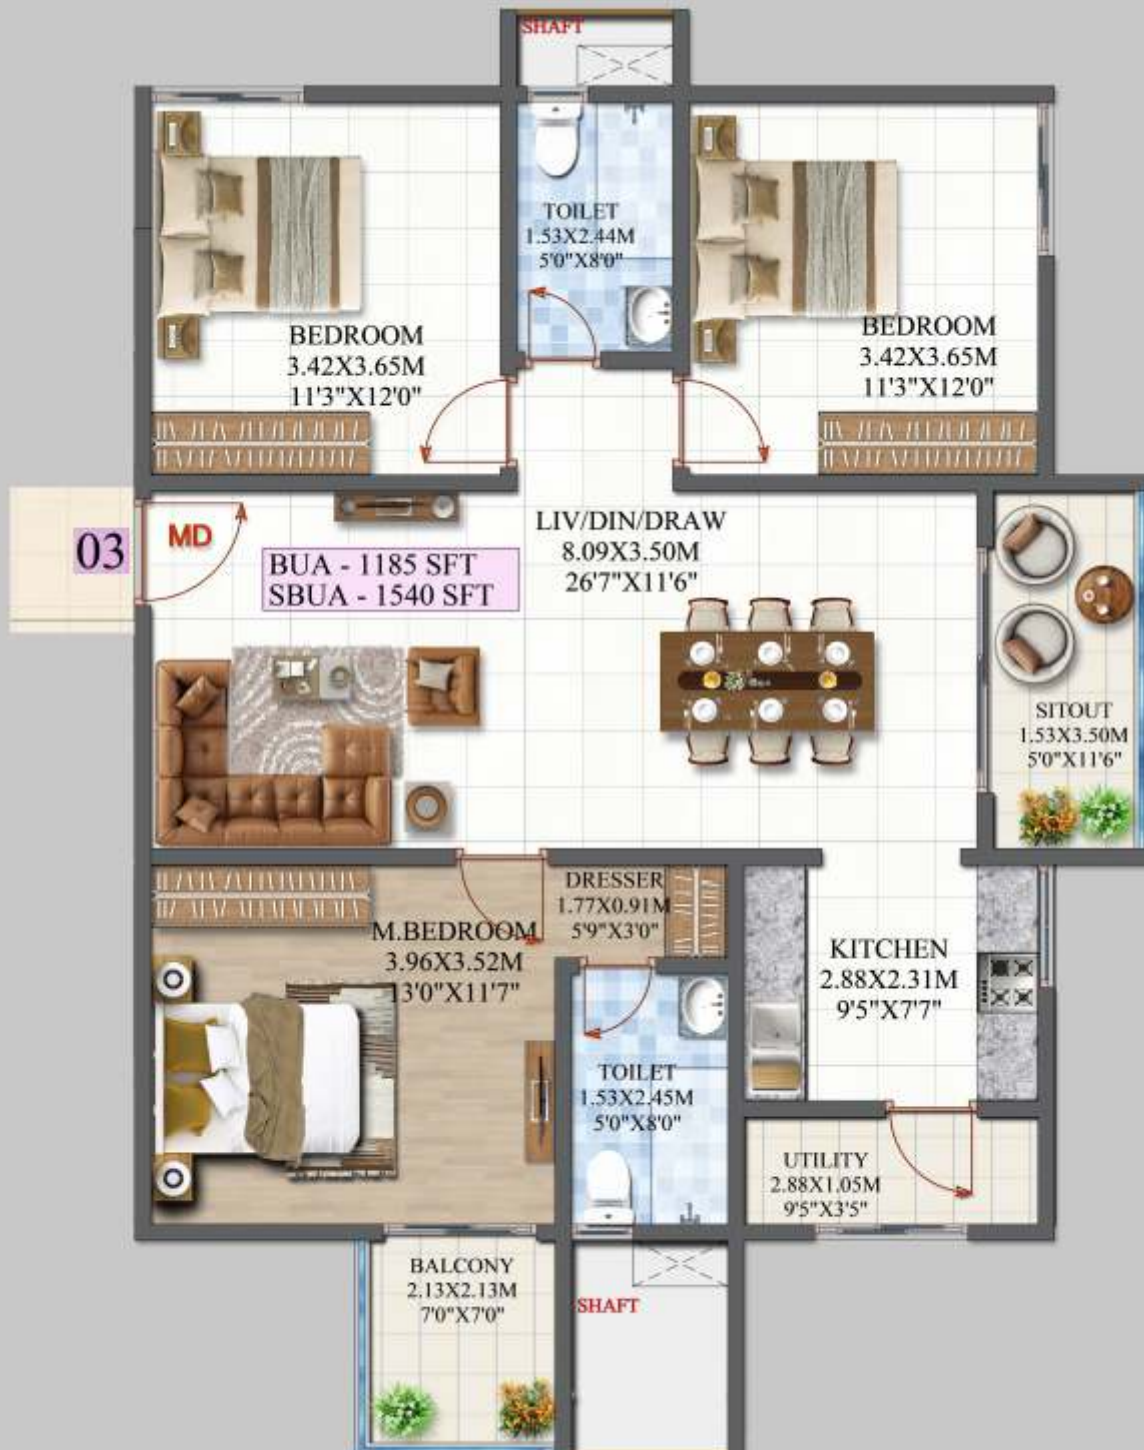 SHAFT
TOILET
1.53X2.44M
5'0"X8'0"
BEDROOM
3.42X3.65M
11'3"X12'0"
BEDROOM
3.42X3.65M
11'3"X12'0"
03
MD
BUA - 1185 SFT
SBUA - 1540 SFT
LIV/DIN/DRAW
8.09X3.50M
26'7"X11'6"
SITOUT
1.53X3.50M
5'0"X11'6"
DRESSER
1.77X0.91M
5'9"X3'0"
M.BEDROOM
3.96X3.52M
13'0"X11'7"
KITCHEN
2.88X2.31M
9'5"X7'7"
TOILET
1.53X2.45M
5'0"X8'0"
UTILITY
2.88X1.05M
9'5"X3'5"
BALCONY
2.13X2.13M
7'0"X7'0"
SHAFT